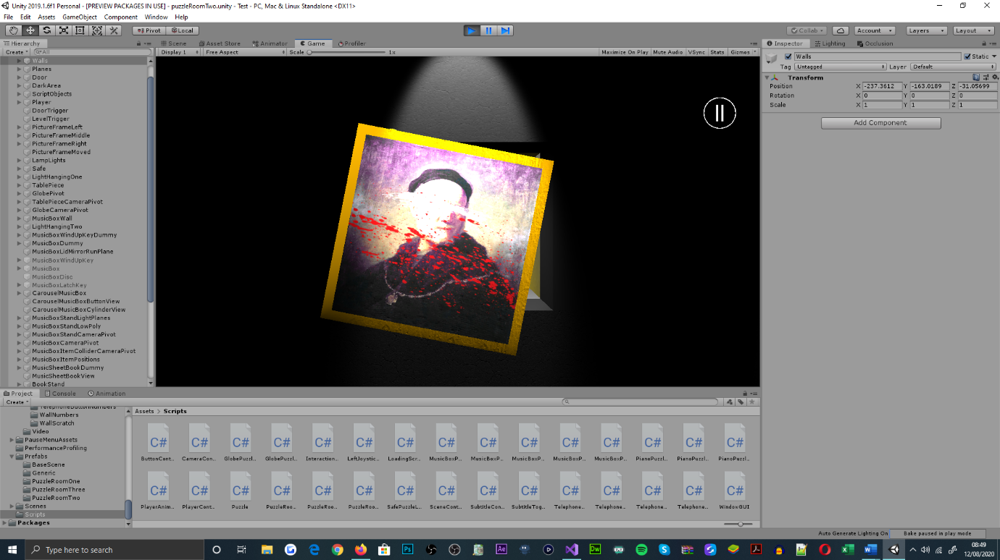 Unity 2019.1.6f1 Personal - [PREVIEW PACKAGES IN USE] - puzzleRoomTwo.unity - Test - PC, Mac & Linux Standalone <DX11>
File Edit Assets GameObject Component Window Help
Pivot Local Collab Account Layers Layout
Hierarchy Scene Asset Store Animator Game Profiler Inspector Lighting Occlusion
Create All Display 1 Free Aspect Scale 1x Maximize On Play Mute Audio VSync Stats Gizmos
Walls Static
Tag Untagged Layer Default
Transform
Position X -237.3612 Y -163.0189 Z -31.05699
Rotation X 0 Y 0 Z 0
Scale X 1 Y 1 Z 1
Add Component
Walls
Planes
Door
DarkArea
ScriptObjects
Player
DoorTrigger
LevelTrigger
PictureFrameLeft
PictureFrameMiddle
PictureFrameRight
PictureFrameMoved
LampLights
Safe
LightHangingOne
TablePiece
GlobePivot
TablePieceCameraPivot
GlobeCameraPivot
MusicBoxWall
LightHangingTwo
MusicBoxWindUpKeyDummy
MusicBoxDummy
MusicBoxLidMirrorRunPlane
MusicBoxWindUpKey
MusicBox
MusicBoxDisc
MusicBoxLatchKey
CarouselMusicBox
CarouselMusicBoxButtonView
CarouselMusicBoxCylinderView
MusicBoxStandLightPlanes
MusicBoxStandLowPoly
MusicBoxStandCameraPivot
MusicBoxCameraPivot
MusicBoxItemColliderCameraPivot
MusicBoxItemPositions
MusicSheetBookDummy
MusicSheetBookView
BookStand
Project Console Animation
Create
TelephoneButtonNumbers
WallNumbers
WallScratch
Video
PauseMenuAssets
PerformanceProfiling
Prefabs
BaseScene
Generic
PuzzleRoomOne
PuzzleRoomThree
PuzzleRoomTwo
Scenes
Scripts
Packages
Assets > Scripts
C# C# C# C# C# C# C# C# C# C# C# C# C# C# C#
ButtonCont... CameraCon... GlobePuzzl... GlobePuzzl... Interaction... LeftJoystic... LoadingScr... MusicBoxP... MusicBoxP... MusicBoxP... MusicBoxP... MusicBoxP... PianoPuzzl... PianoPuzzl... PianoPuzzl...
C# C# C# C# C# C# C# C# C# C# C# C# C# C# C#
PlayerAnim... PlayerCont... Puzzle PuzzleRoo... PuzzleRoo... PuzzleRoo... SafePuzzleL... SceneCont... SubtitleCon... SubtitleTog... Telephone... Telephone... Telephone... Telephone... WindowGUI
Auto Generate Lighting On Bake paused in play mode
Type here to search
Ps Ae Dw
08:49
12/08/2020